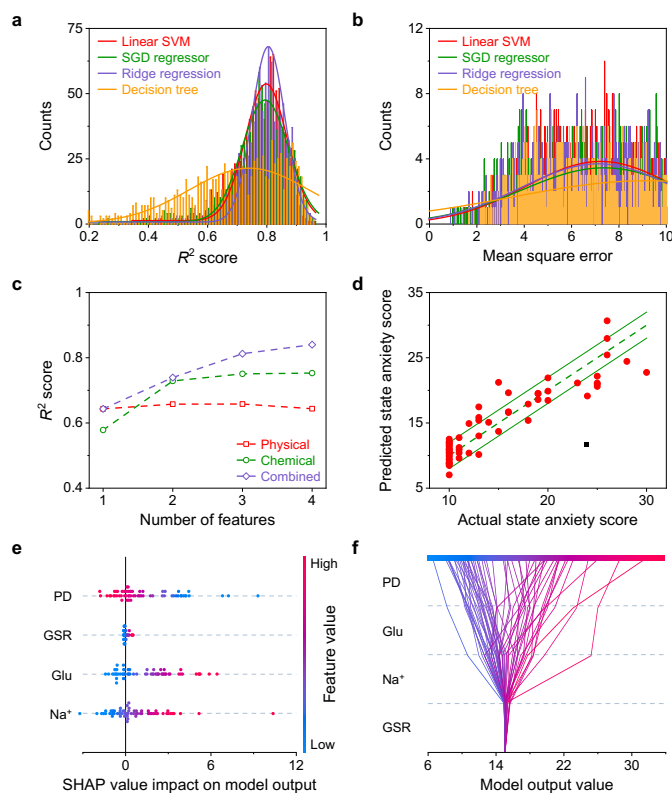 a
75
50
25
0
Counts
Linear SVM
SGD regressor
Ridge regression
Decision tree
0.2 0.4 0.6 0.8 1
R² score
b
12
8
4
0
Counts
Linear SVM
SGD regressor
Ridge regression
Decision tree
0 2 4 6 8 10
Mean square error
c
1.0
0.8
0.6
0.4
R² score
Physical
Chemical
Combined
1 2 3 4
Number of features
d
35
25
15
5
Predicted state anxiety score
10 15 20 25 30
Actual state anxiety score
e
PD
GSR
Glu
Na⁺
0 6 12
SHAP value impact on model output
High
Feature value
Low
f
PD
Glu
Na⁺
GSR
6 14 22 30
Model output value